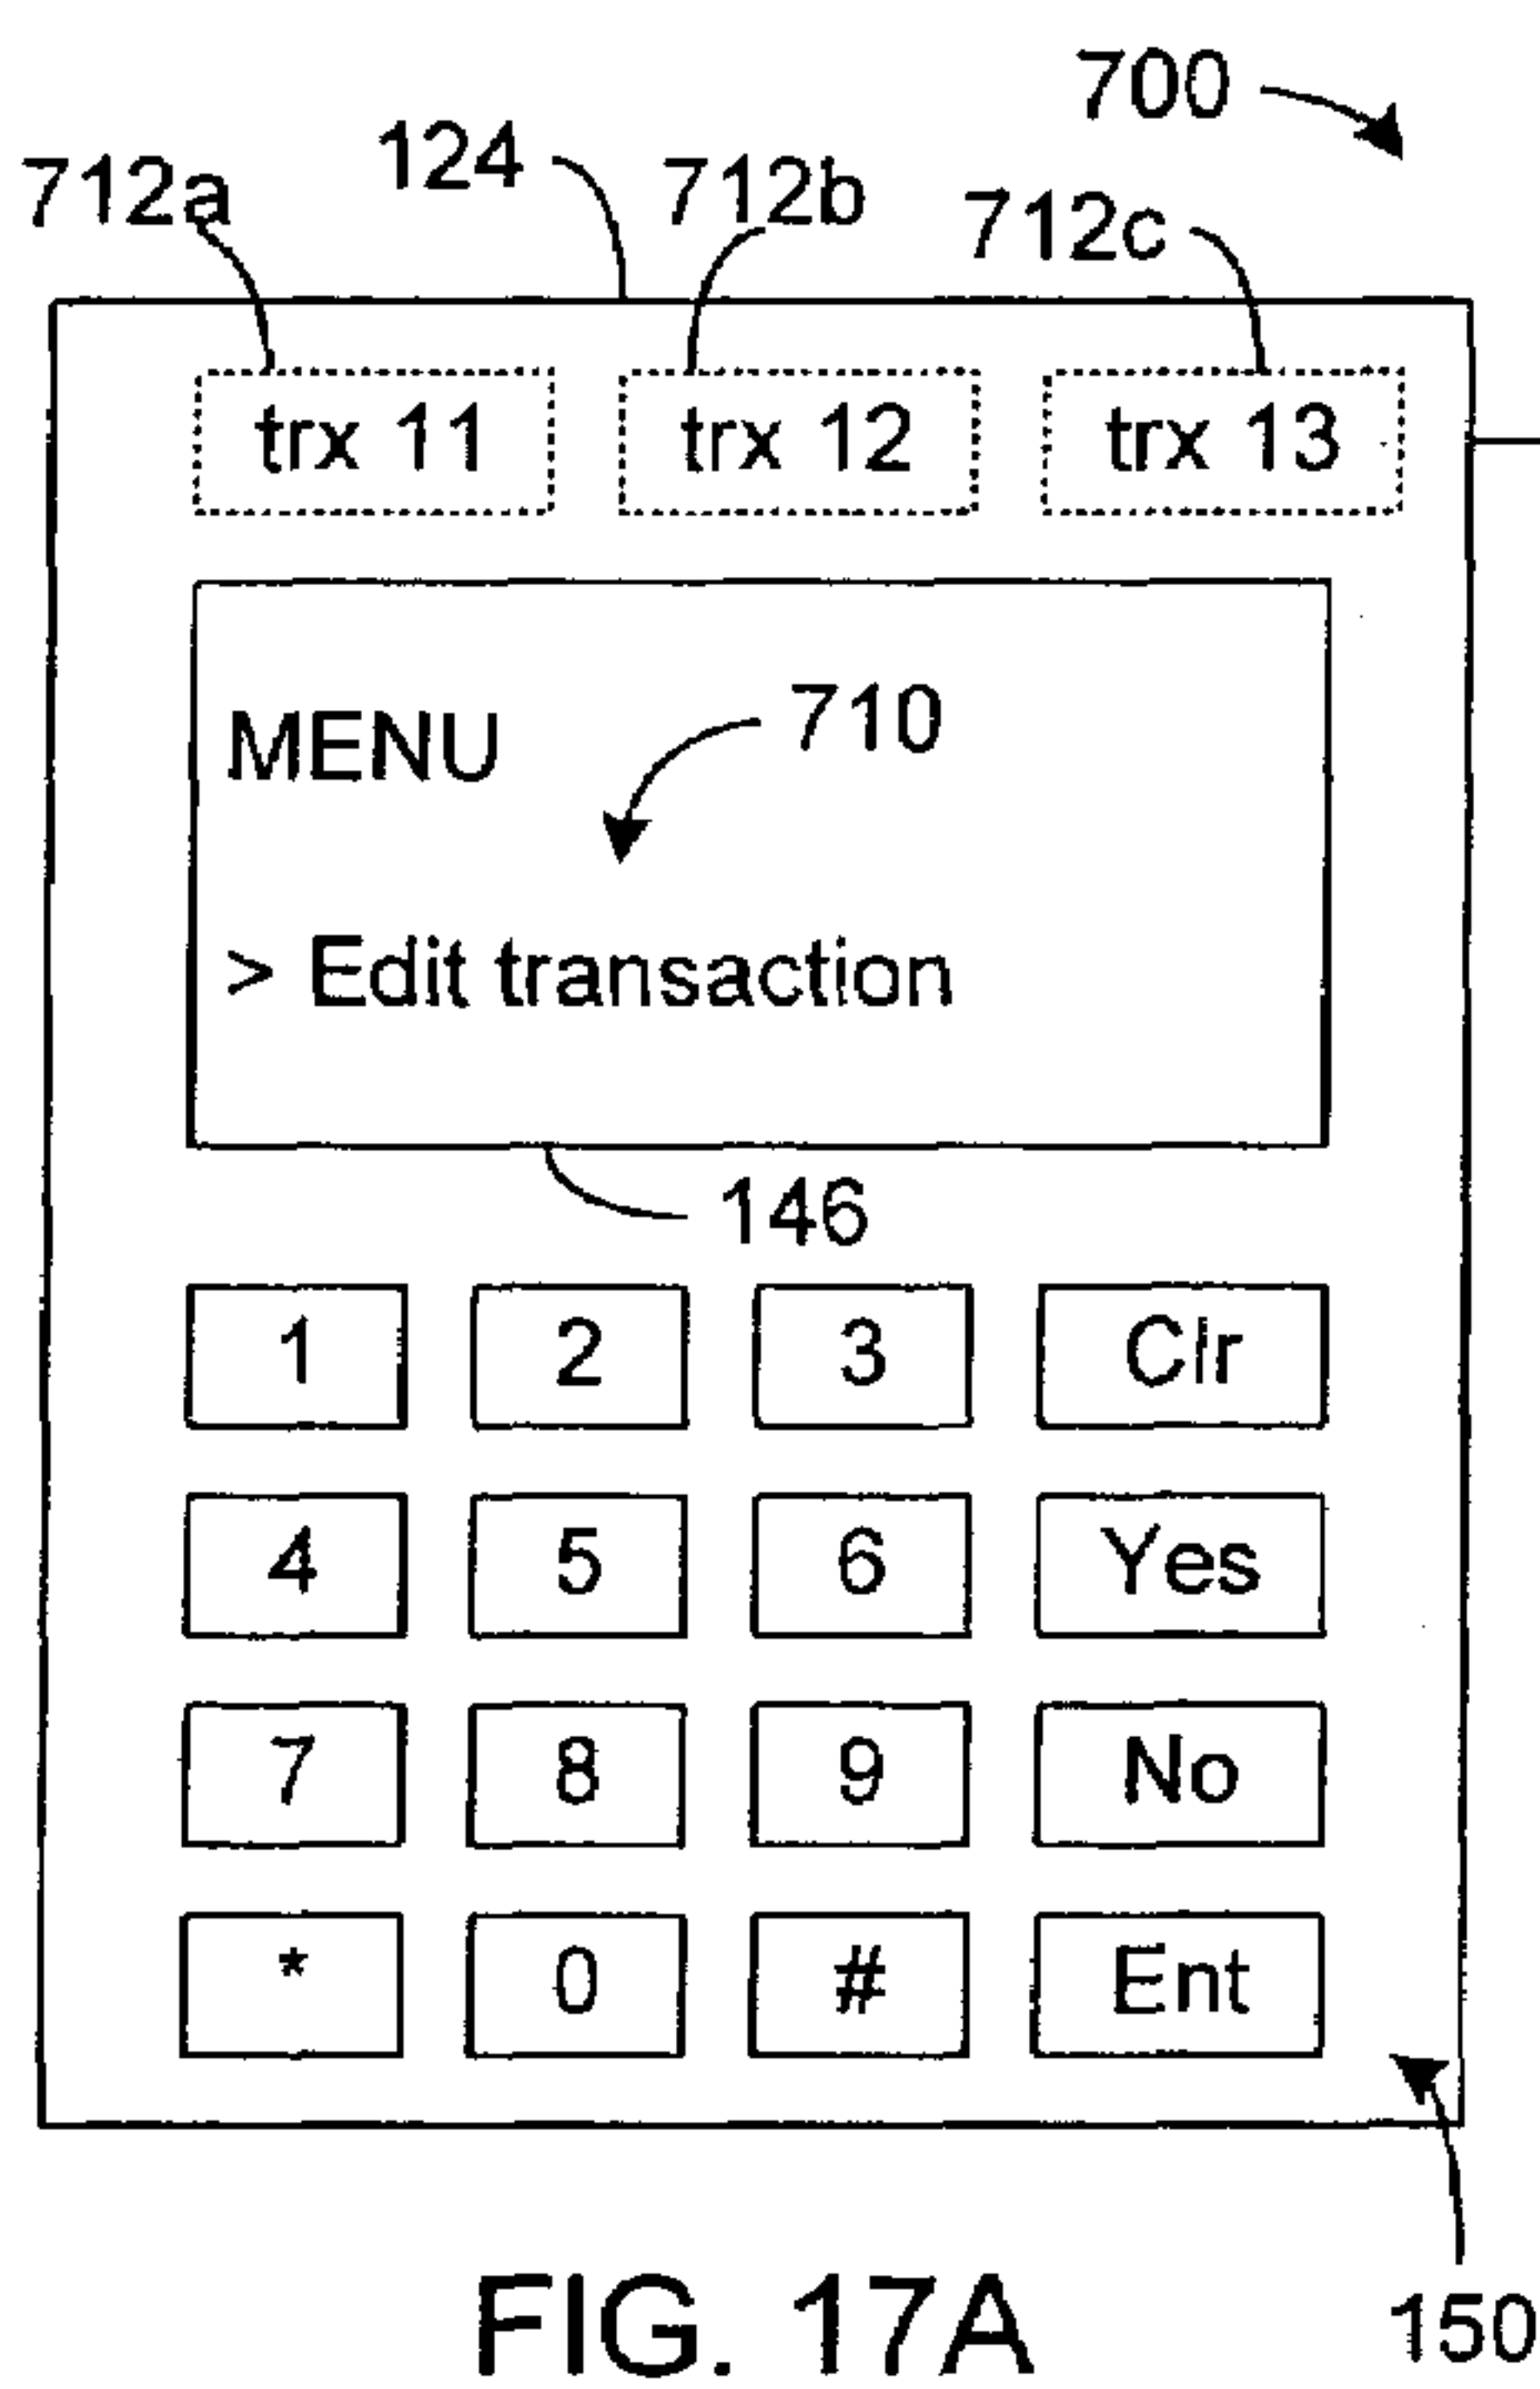 700
712a 124 712b 712c
trx 11 trx 12 trx 13
MENU 710
> Edit transaction
146
1 2 3 Clr
4 5 6 Yes
7 8 9 No
* 0 # Ent
150
FIG. 17A